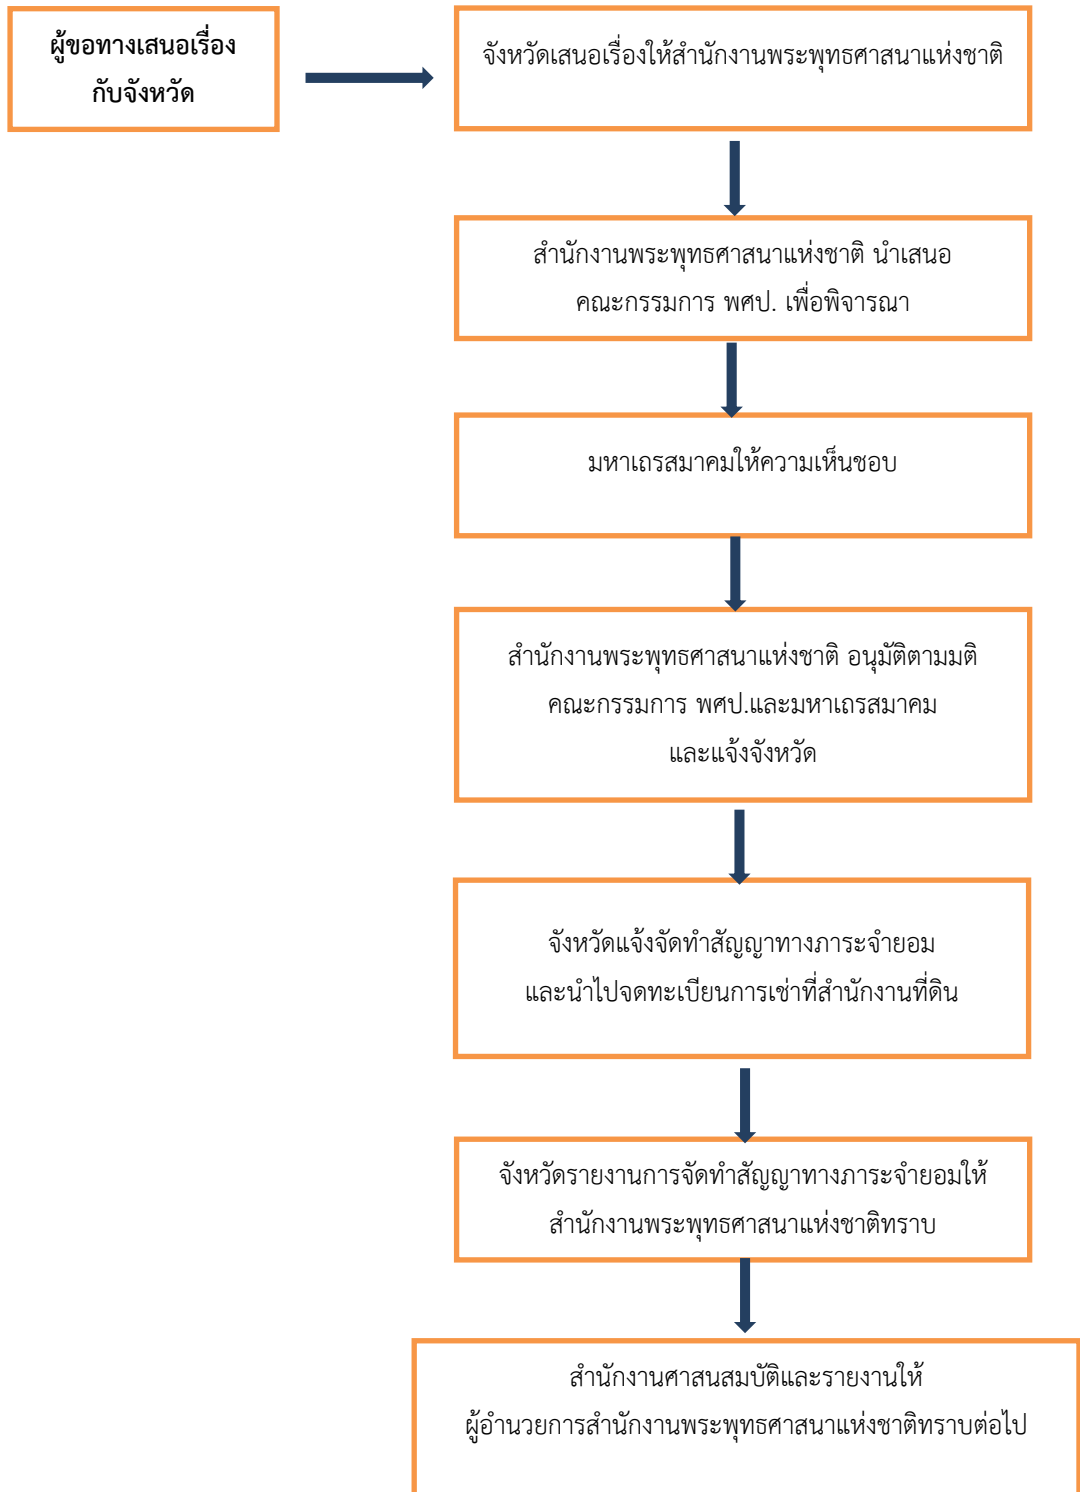 ผู้ขอทางเสนอเรื่อง
กับจังหวัด
จังหวัดเสนอเรื่องให้สำนักงานพระพุทธศาสนาแห่งชาติ
สำนักงานพระพุทธศาสนาแห่งชาติ นำเสนอ
คณะกรรมการ พศป. เพื่อพิจารณา
มหาเถรสมาคมให้ความเห็นชอบ
สำนักงานพระพุทธศาสนาแห่งชาติ อนุมัติตามมติ
คณะกรรมการ พศป.และมหาเถรสมาคม
และแจ้งจังหวัด
จังหวัดแจ้งจัดทำสัญญาทางภาระจำยอม
และนำไปจดทะเบียนการเช่าที่สำนักงานที่ดิน
จังหวัดรายงานการจัดทำสัญญาทางภาระจำยอมให้
สำนักงานพระพุทธศาสนาแห่งชาติทราบ
สำนักงานศาสนสมบัติและรายงานให้
ผู้อำนวยการสำนักงานพระพุทธศาสนาแห่งชาติทราบต่อไป